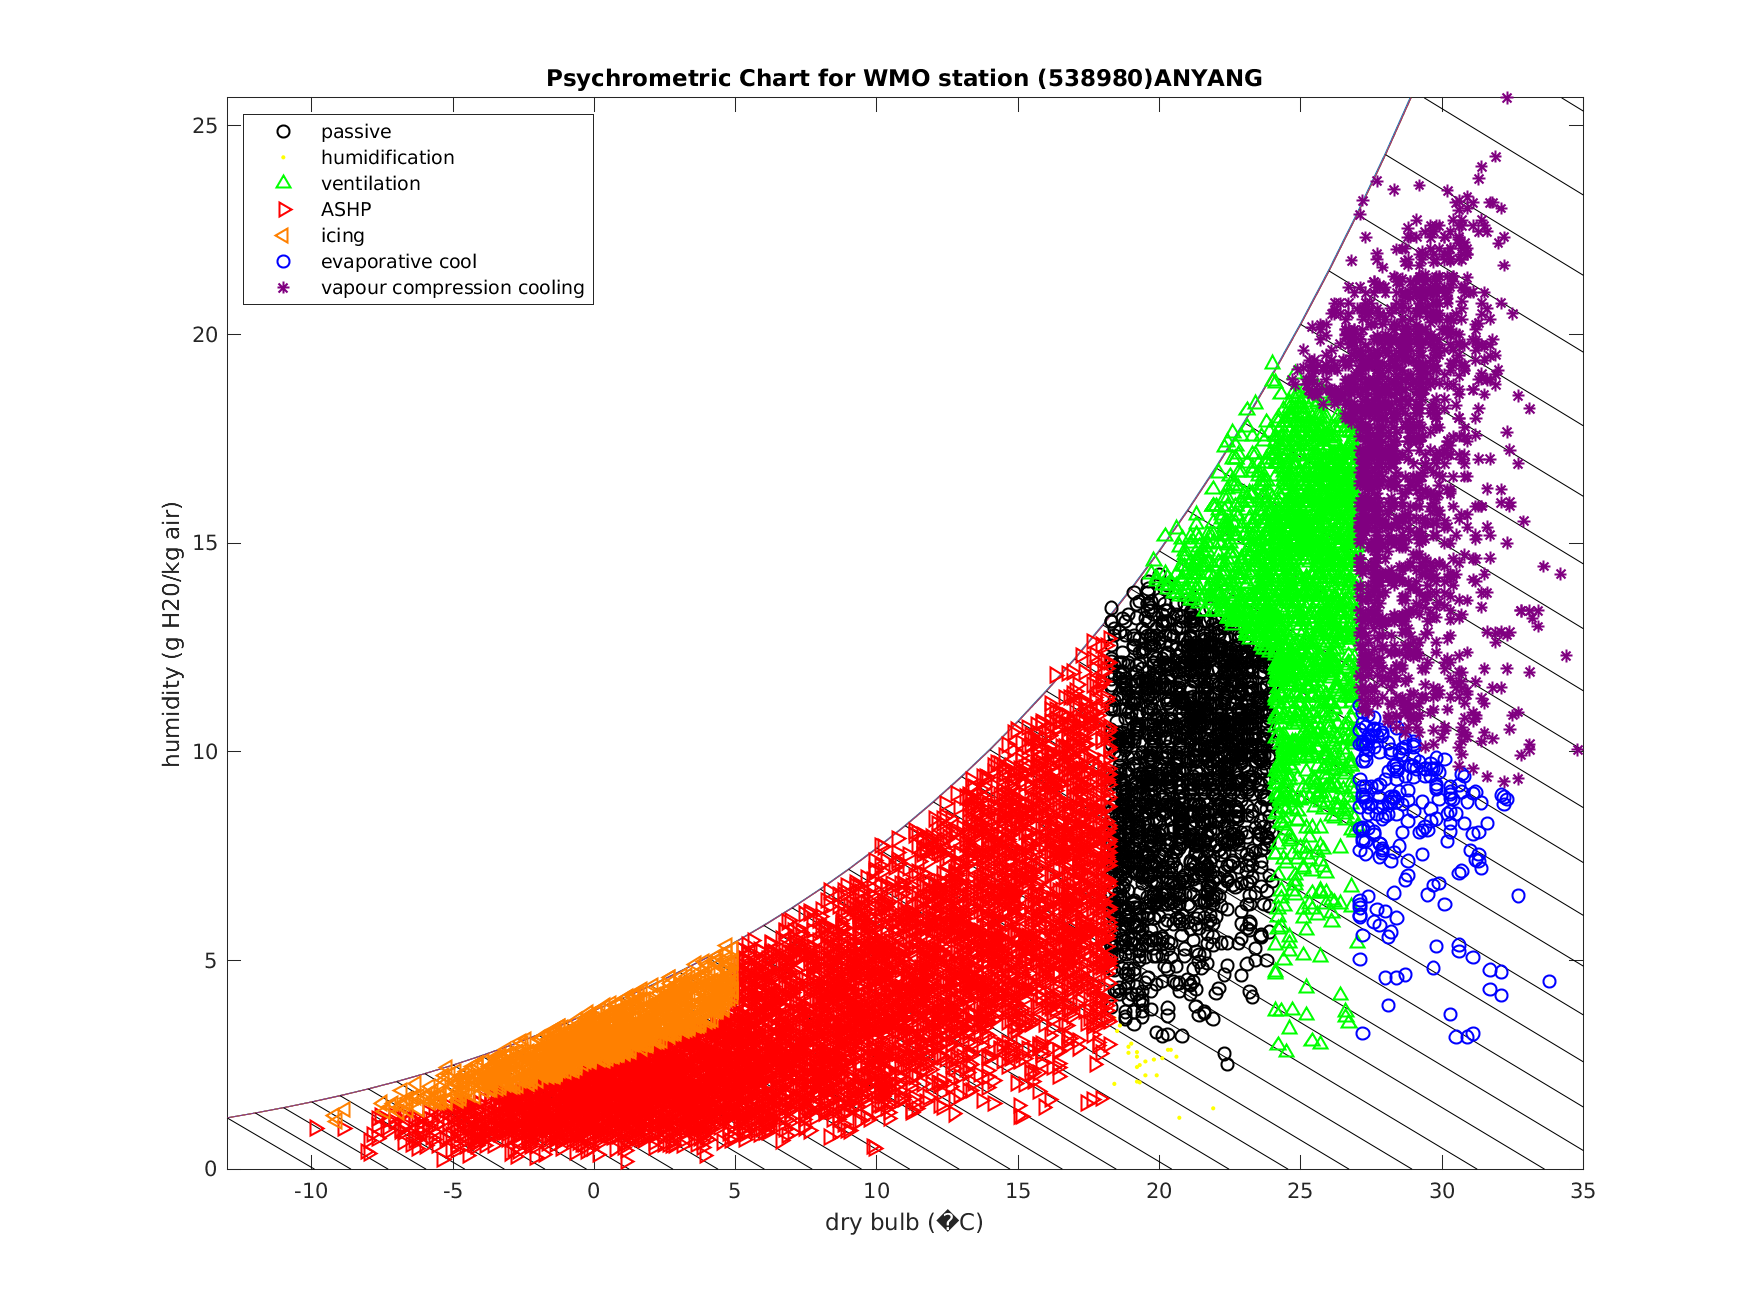 Psychrometric Chart for WMO station (538980)ANYANG
passive
humidification
ventilation
ASHP
icing
evaporative cool
vapour compression cooling
humidity (g H20/kg air)
25
20
15
10
5
0
-10 -5 0 5 10 15 20 25 30 35
dry bulb (�C)